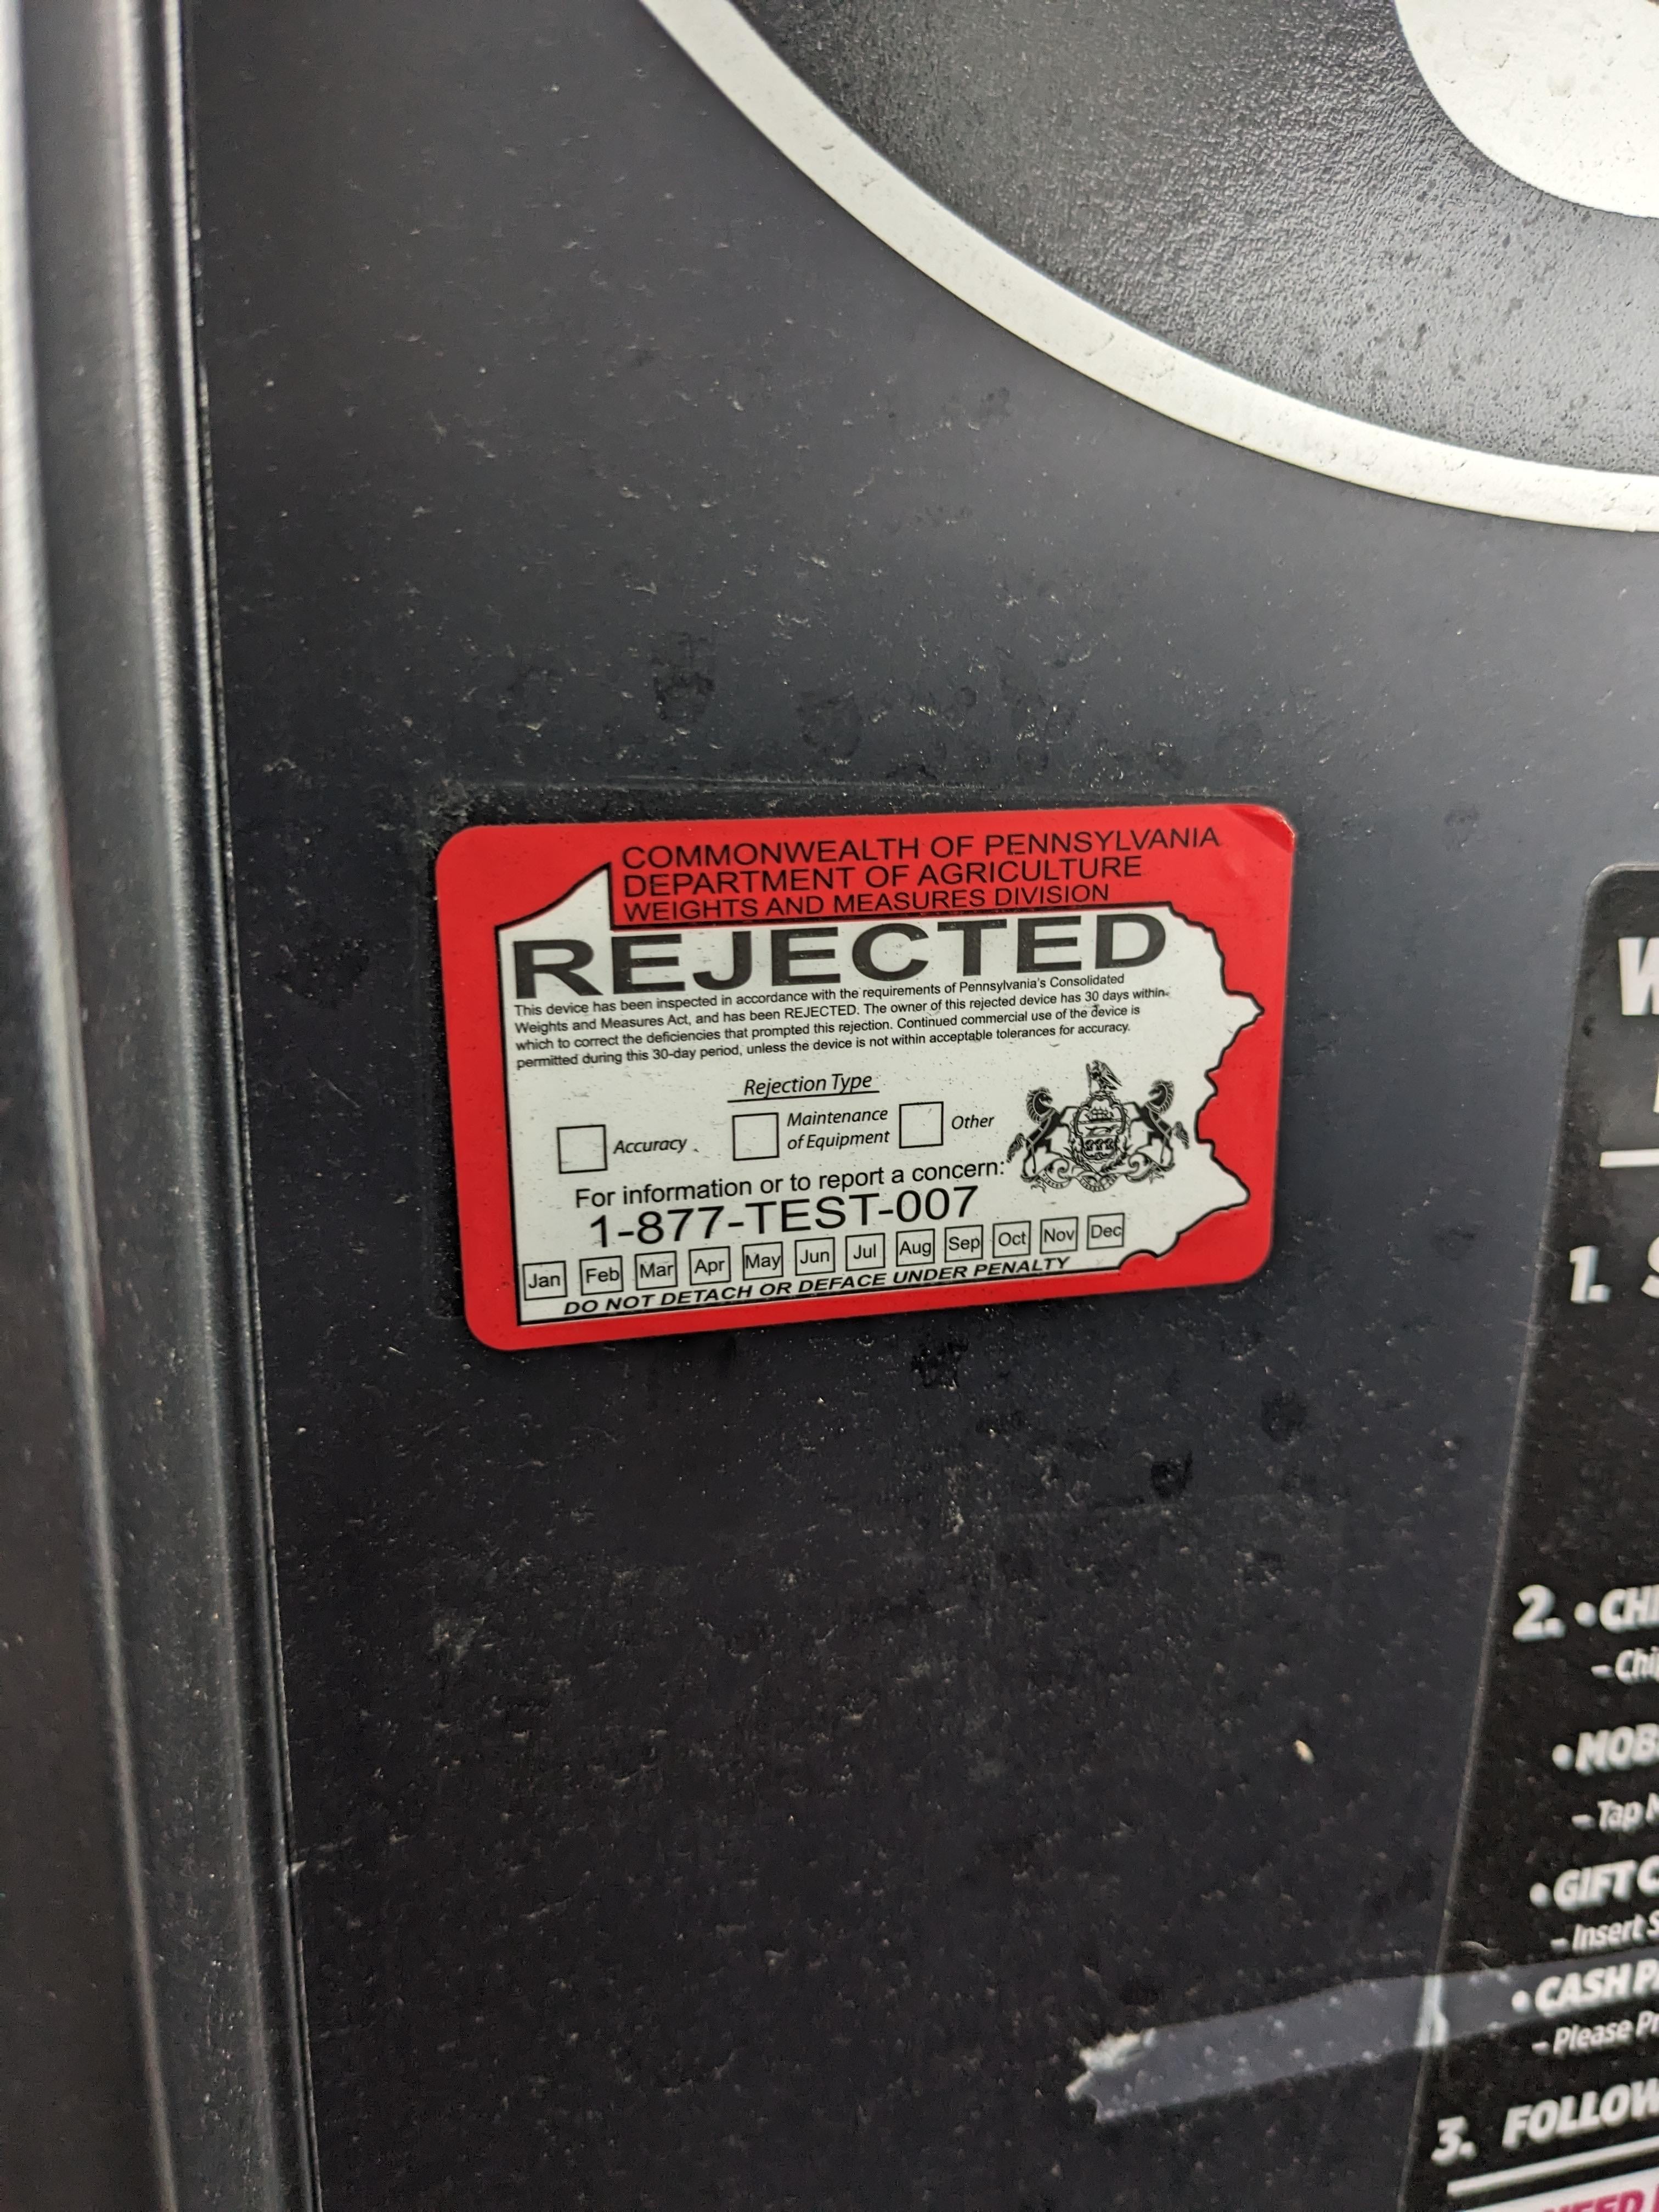 COMMONWEALTH OF PENNSYLVANIA
DEPARTMENT OF AGRICULTURE
WEIGHTS AND MEASURES DIVISION
REJECTED
This device has been inspected in accordance with the requirements of Pennsylvania's Consolidated
Weights and Measures Act, and has been REJECTED. The owner of this rejected device has 30 days within
which to correct the deficiencies that prompted this rejection. Continued commercial use of the device is
permitted during this 30-day period, unless the device is not within acceptable tolerances for accuracy.
Rejection Type
Accuracy
Maintenance
of Equipment
Other
For information or to report a concern:
1-877-TEST-007
Jan Feb Mar Apr May Jun Jul Aug Sep Oct Nov Dec
DO NOT DETACH OR DEFACE UNDER PENALTY
1.
2. •
•
– Tap
• GIFT
– Insert
• CASH
– Please
3. FOLLOW